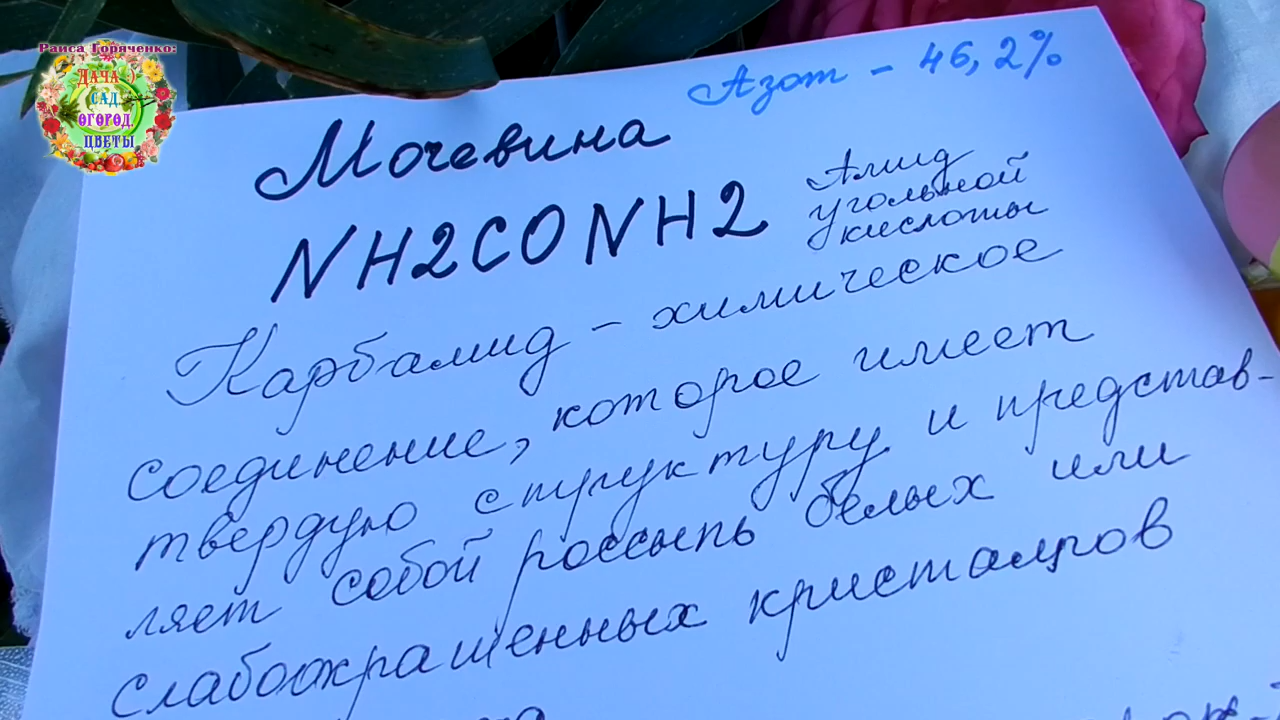 Раиса Горяченко:
ДАЧА
САД
ОГОРОД
ЦВЕТЫ
Азот - 46,2%
Мочевина
NH2CONH2
Амид
угольной
кислоты
Карбамид - химическое
соединение, которое имеет
твердую структуру и представ-
ляет собой россыпь белых или
слабоокрашенных кристаллов